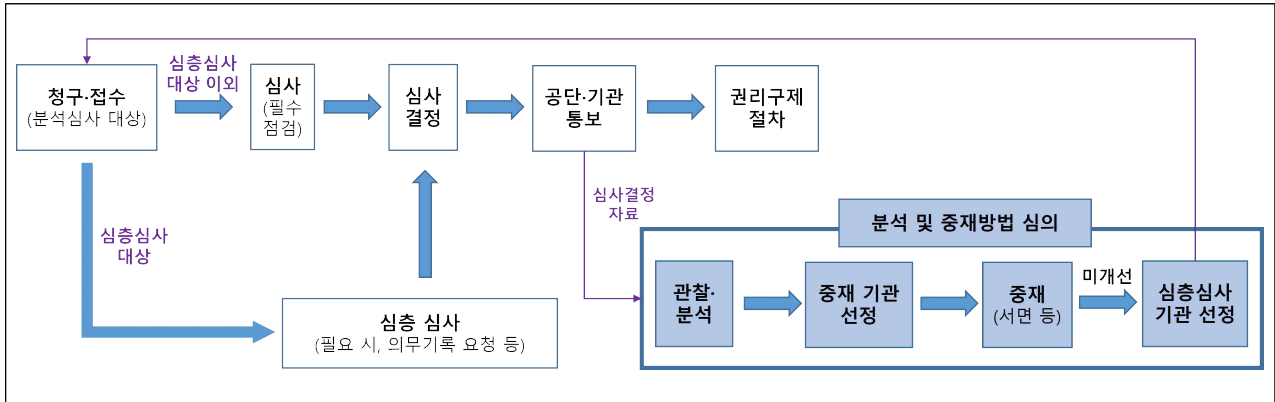 청구·접수
(분석심사 대상)
심층심사
대상 이외
심사
(필수
점검)
심사
결정
공단·기관
통보
권리구제
절차
심층심사
대상
심층 심사
(필요 시, 의무기록 요청 등)
심사결정
자료
분석 및 중재방법 심의
관찰·
분석
중재 기관
선정
중재
(서면 등)
미개선
심층심사
기관 선정